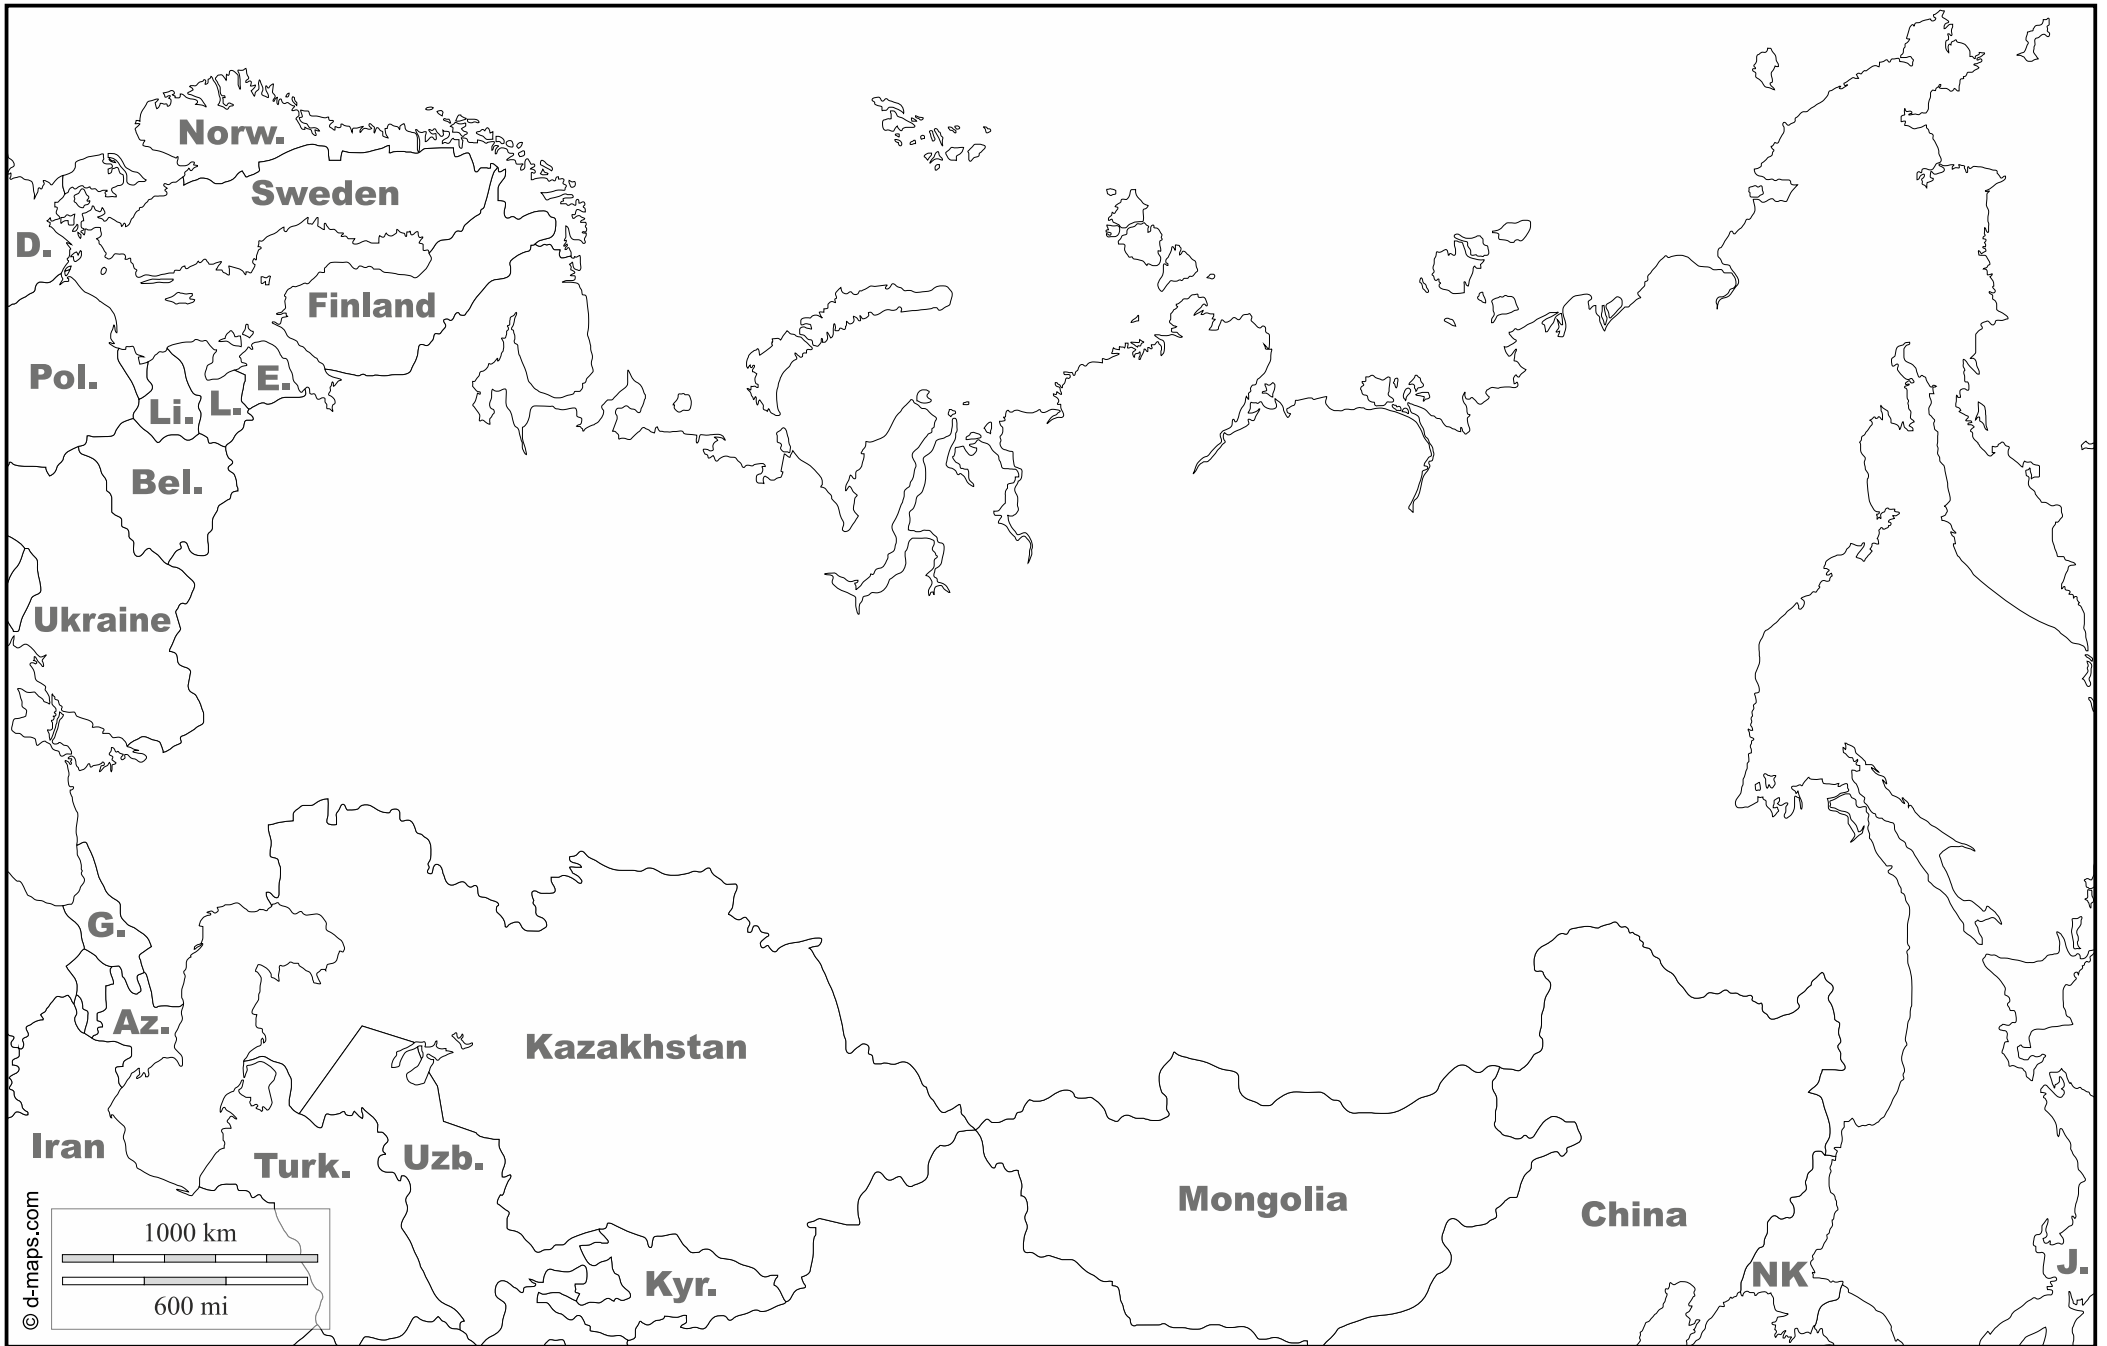 Norw.
Sweden
D.
Finland
Pol.
E.
Li.
L.
Bel.
Ukraine
G.
Az.
Kazakhstan
Iran
Turk.
Uzb.
Mongolia
China
Kyr.
NK
J.
1000 km
600 mi
© d-maps.com